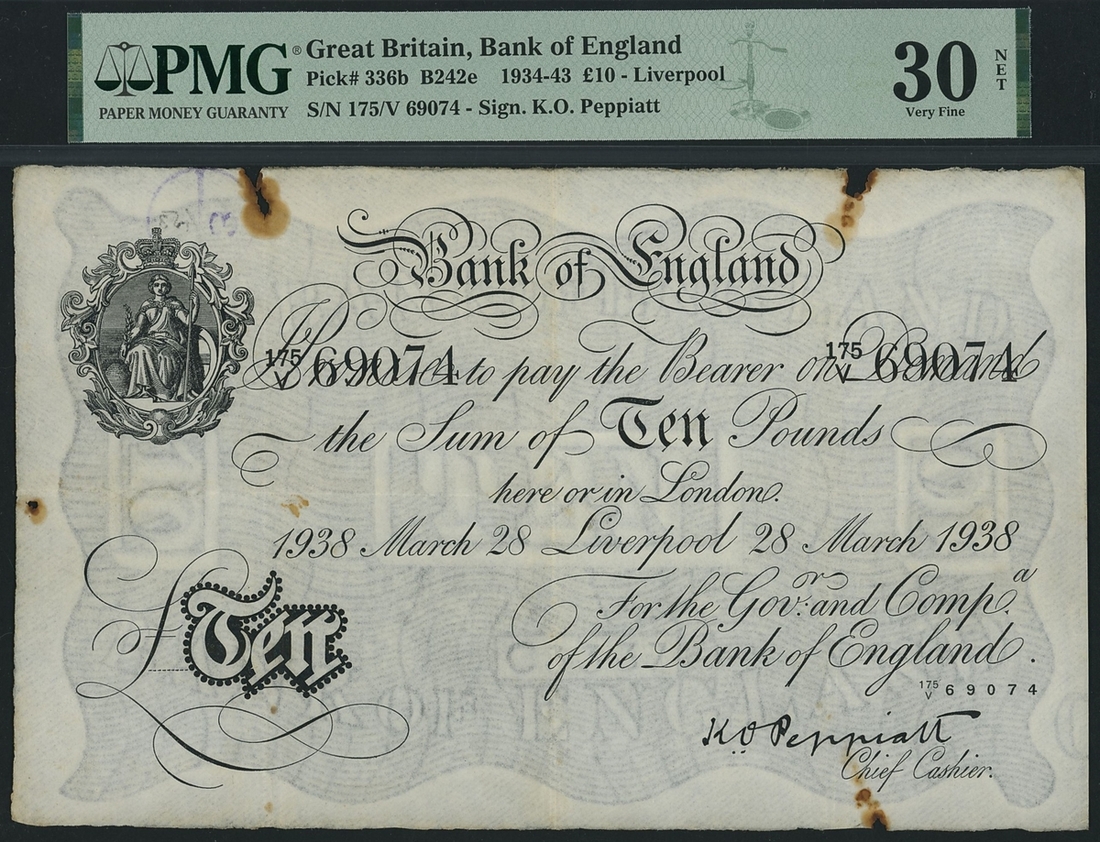 PMG® Great Britain, Bank of England
Pick# 336b B242e 1934-43 £10 - Liverpool
PAPER MONEY GUARANTY S/N 175/V 69074 - Sign. K.O. Peppiatt
30 NET
Very Fine
Bank of England
Promise to pay the Bearer on Demand
175/V 69074 175/V 69074
the Sum of Ten Pounds
here or in London.
1938 March 28 Liverpool 28 March 1938
For the Govr. and Compa.
of the Bank of England.
175/V 69074
£Ten
K.O. Peppiatt
Chief Cashier.